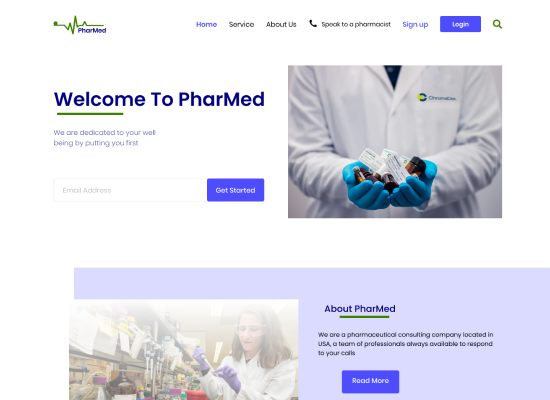 PharMed
Home Service About Us Speak to a pharmacist Sign up Login
Welcome To PharMed
We are dedicated to your well
being by putting you first
Email Address Get Started
ChromaDex
About PharMed
We are a pharmaceutical consulting company located in
USA, a team of professionals always available to respond
to your calls
Read More